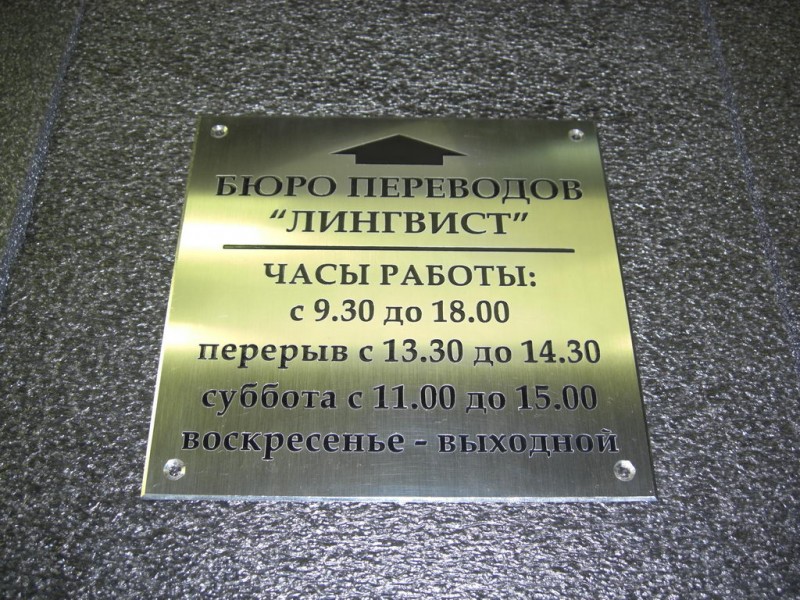 БЮРО ПЕРЕВОДОВ
“ЛИНГВИСТ”
ЧАСЫ РАБОТЫ:
с 9.30 до 18.00
перерыв с 13.30 до 14.30
суббота с 11.00 до 15.00
воскресенье - выходной